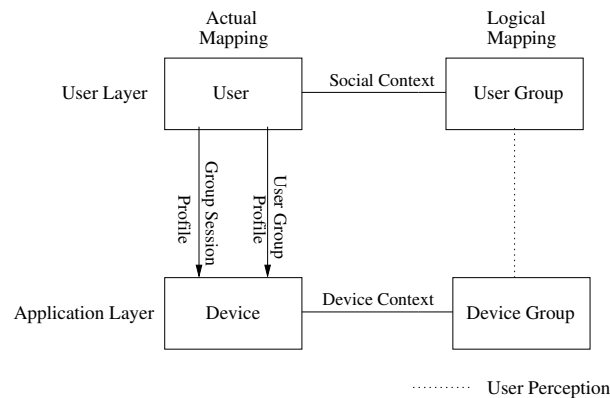 Actual
Mapping
Logical
Mapping
User Layer
User
Social Context
User Group
Group Session
Profile
User Group
Profile
Application Layer
Device
Device Context
Device Group
User Perception